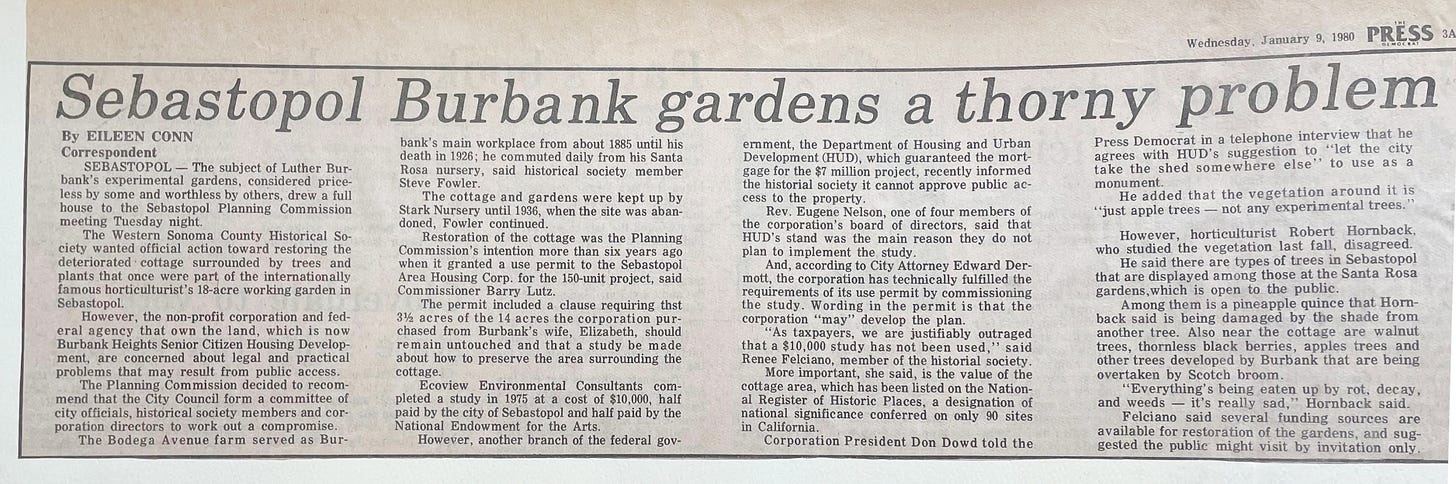 Wednesday, January 9, 1980 THE PRESS DEMOCRAT 3A
Sebastopol Burbank gardens a thorny problem
By EILEEN CONN
Correspondent
SEBASTOPOL — The subject of Luther Bur-
bank's experimental gardens, considered price-
less by some and worthless by others, drew a full
house to the Sebastopol Planning Commission
meeting Tuesday night.
The Western Sonoma County Historical So-
ciety wanted official action toward restoring the
deteriorated cottage surrounded by trees and
plants that once were part of the internationally
famous horticulturist's 18-acre working garden in
Sebastopol.
However, the non-profit corporation and fed-
eral agency that own the land, which is now
Burbank Heights Senior Citizen Housing Develop-
ment, are concerned about legal and practical
problems that may result from public access.
The Planning Commission decided to recom-
mend that the City Council form a committee of
city officials, historical society members and cor-
poration directors to work out a compromise.
The Bodega Avenue farm served as Bur-
bank's main workplace from about 1885 until his
death in 1926; he commuted daily from his Santa
Rosa nursery, said historical society member
Steve Fowler.
The cottage and gardens were kept up by
Stark Nursery until 1936, when the site was aban-
doned, Fowler continued.
Restoration of the cottage was the Planning
Commission's intention more than six years ago
when it granted a use permit to the Sebastopol
Area Housing Corp. for the 150-unit project, said
Commissioner Barry Lutz.
The permit included a clause requiring thst
3½ acres of the 14 acres the corporation pur-
chased from Burbank's wife, Elizabeth, should
remain untouched and that a study be made
about how to preserve the area surrounding the
cottage.
Ecoview Environmental Consultants com-
pleted a study in 1975 at a cost of $10,000, half
paid by the city of Sebastopol and half paid by the
National Endowment for the Arts.
However, another branch of the federal gov-
ernment, the Department of Housing and Urban
Development (HUD), which guaranteed the mort-
gage for the $7 million project, recently informed
the historial society it cannot approve public ac-
cess to the property.
Rev. Eugene Nelson, one of four members of
the corporation's board of directors, said that
HUD's stand was the main reason they do not
plan to implement the study.
And, according to City Attorney Edward Der-
mott, the corporation has technically fulfilled the
requirements of its use permit by commissioning
the study. Wording in the permit is that the
corporation "may" develop the plan.
"As taxpayers, we are justifiably outraged
that a $10,000 study has not been used," said
Renee Felciano, member of the historial society.
More important, she said, is the value of the
cottage area, which has been listed on the Nation-
al Register of Historic Places, a designation of
national significance conferred on only 90 sites
in California.
Corporation President Don Dowd told the
Press Democrat in a telephone interview that he
agrees with HUD's suggestion to "let the city
take the shed somewhere else" to use as a
monument.
He added that the vegetation around it is
"just apple trees — not any experimental trees."
However, horticulturist Robert Hornback,
who studied the vegetation last fall, disagreed.
He said there are types of trees in Sebastopol
that are displayed among those at the Santa Rosa
gardens,which is open to the public.
Among them is a pineapple quince that Horn-
back said is being damaged by the shade from
another tree. Also near the cottage are walnut
trees, thornless black berries, apples trees and
other trees developed by Burbank that are being
overtaken by Scotch broom.
"Everything's being eaten up by rot, decay,
and weeds — it's really sad," Hornback said.
Felciano said several funding sources are
available for restoration of the gardens, and sug-
gested the public might visit by invitation only.